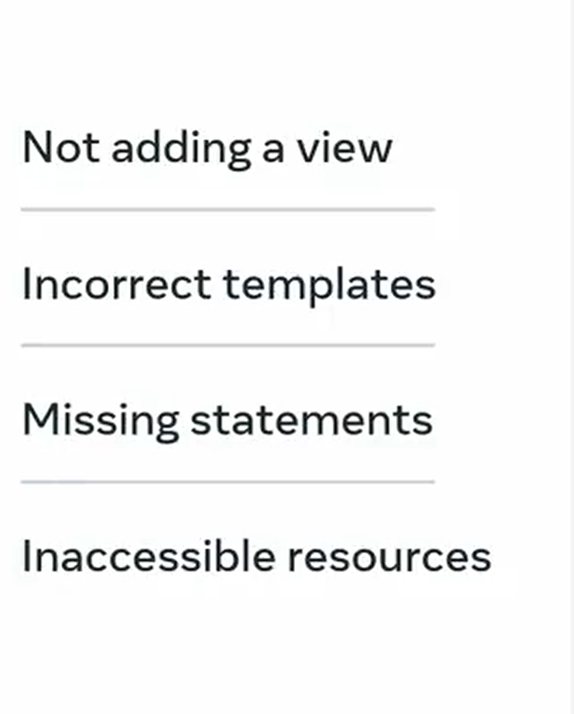 Not adding a view
Incorrect templates
Missing statements
Inaccessible resources